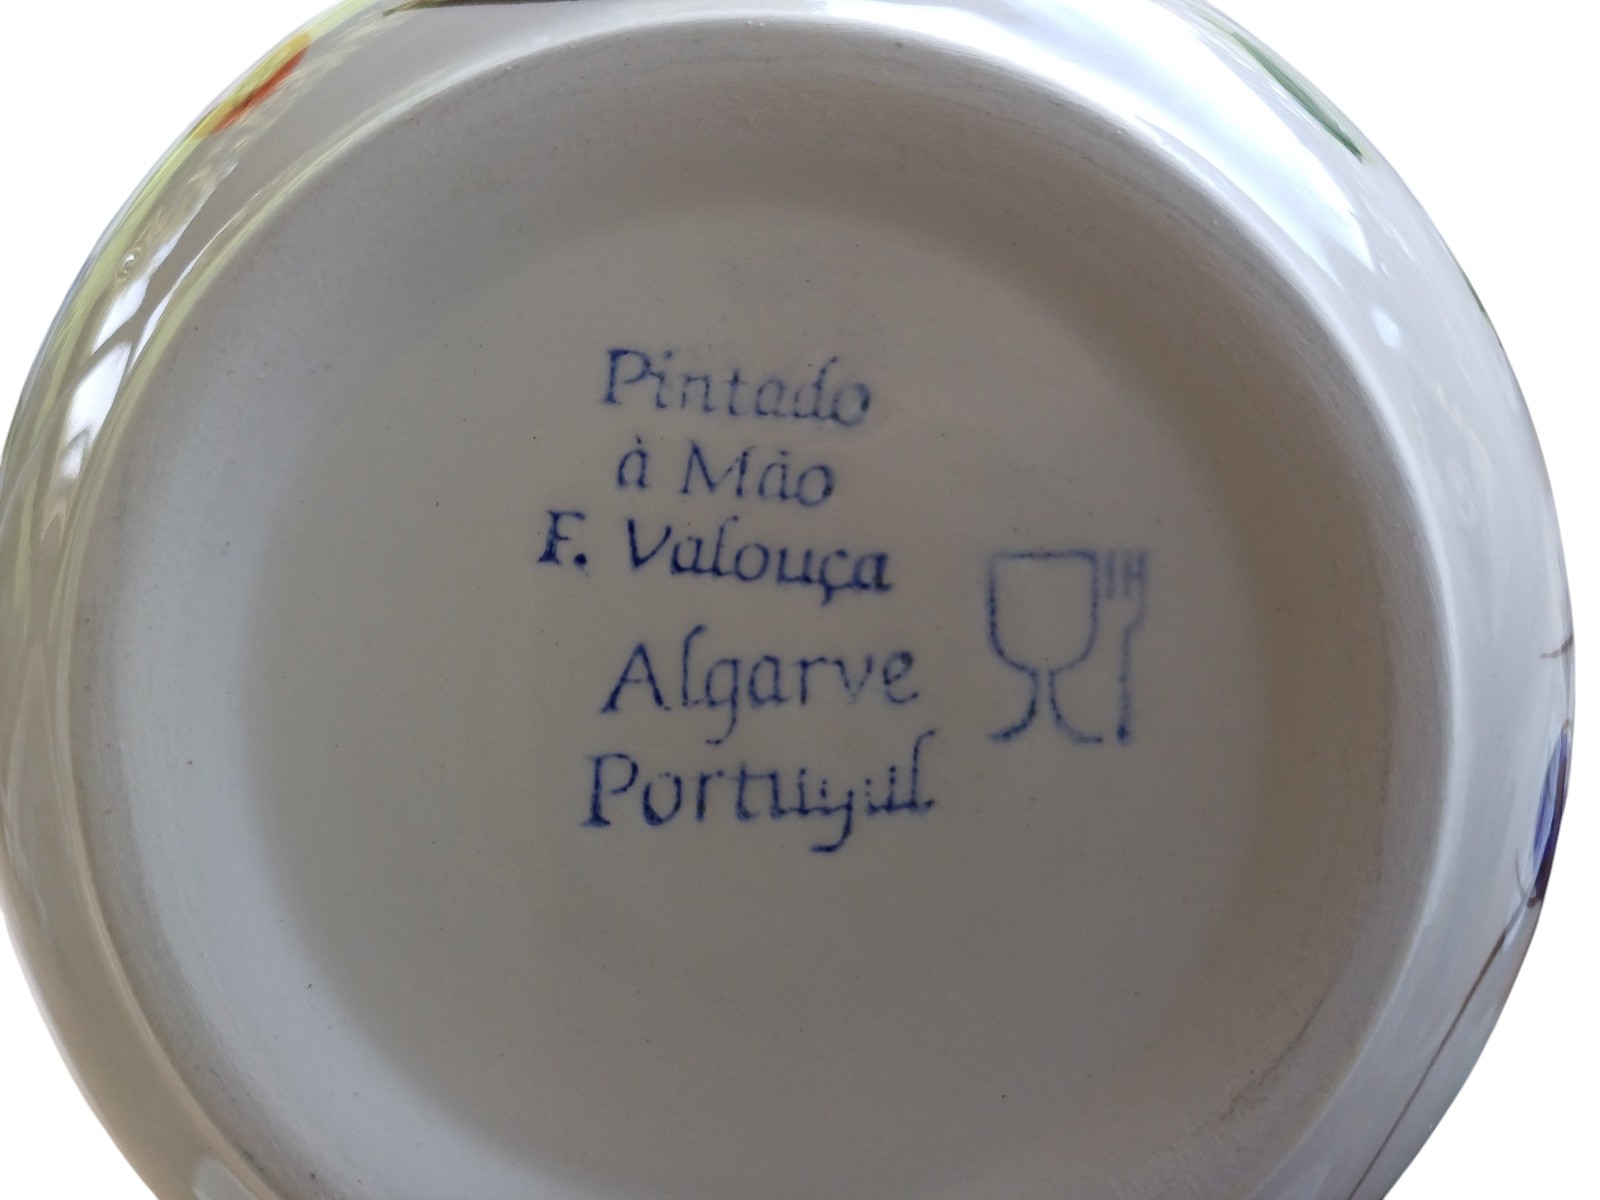 Pintado
à Mão
F. Valouça
Algarve
Portugal